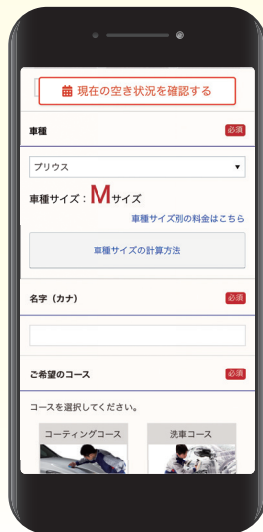 現在の空き状況を確認する
車種 必須
プリウス ▼
車種サイズ：Mサイズ
車種サイズ別の料金はこちら
車種サイズの計算方法
名字（カナ） 必須
ご希望のコース 必須
コースを選択してください。
コーティングコース 洗車コース